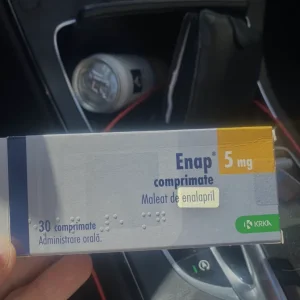 Enap® 5 mg
comprimate
Maleat de enalapril
30 comprimate
Administrare orală.
KRKA